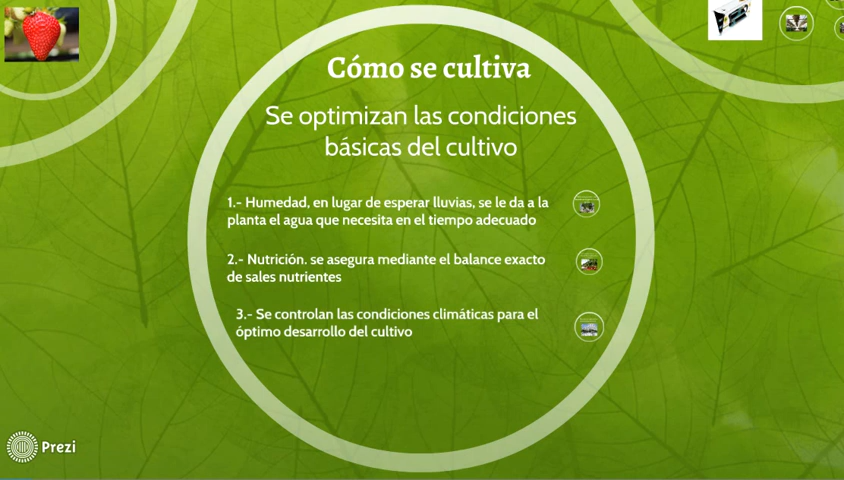 Cómo se cultiva
Se optimizan las condiciones
básicas del cultivo
1.- Humedad, en lugar de esperar lluvias, se le da a la
planta el agua que necesita en el tiempo adecuado
2.- Nutrición. se asegura mediante el balance exacto
de sales nutrientes
3.- Se controlan las condiciones climáticas para el
óptimo desarrollo del cultivo
Prezi